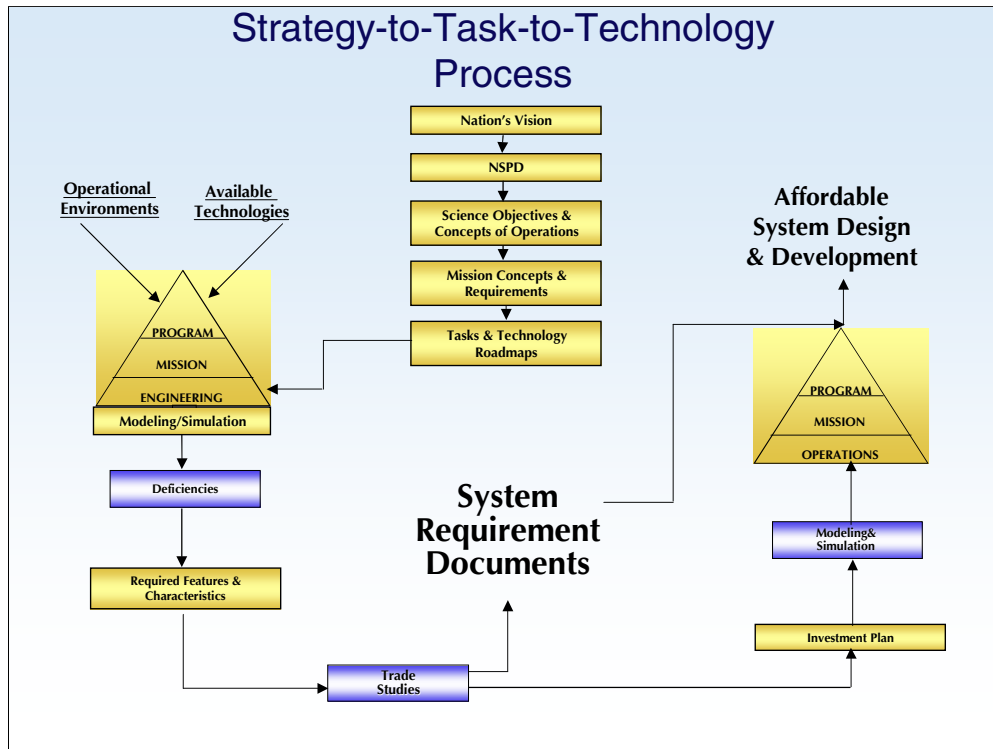 Strategy-to-Task-to-Technology
Process
Nation's Vision
NSPD
Science Objectives &
Concepts of Operations
Mission Concepts &
Requirements
Tasks & Technology
Roadmaps
Operational
Environments
Available
Technologies
PROGRAM
MISSION
ENGINEERING
Modeling/Simulation
Deficiencies
Required Features &
Characteristics
Trade
Studies
System
Requirement
Documents
Affordable
System Design
& Development
PROGRAM
MISSION
OPERATIONS
Modeling&
Simulation
Investment Plan